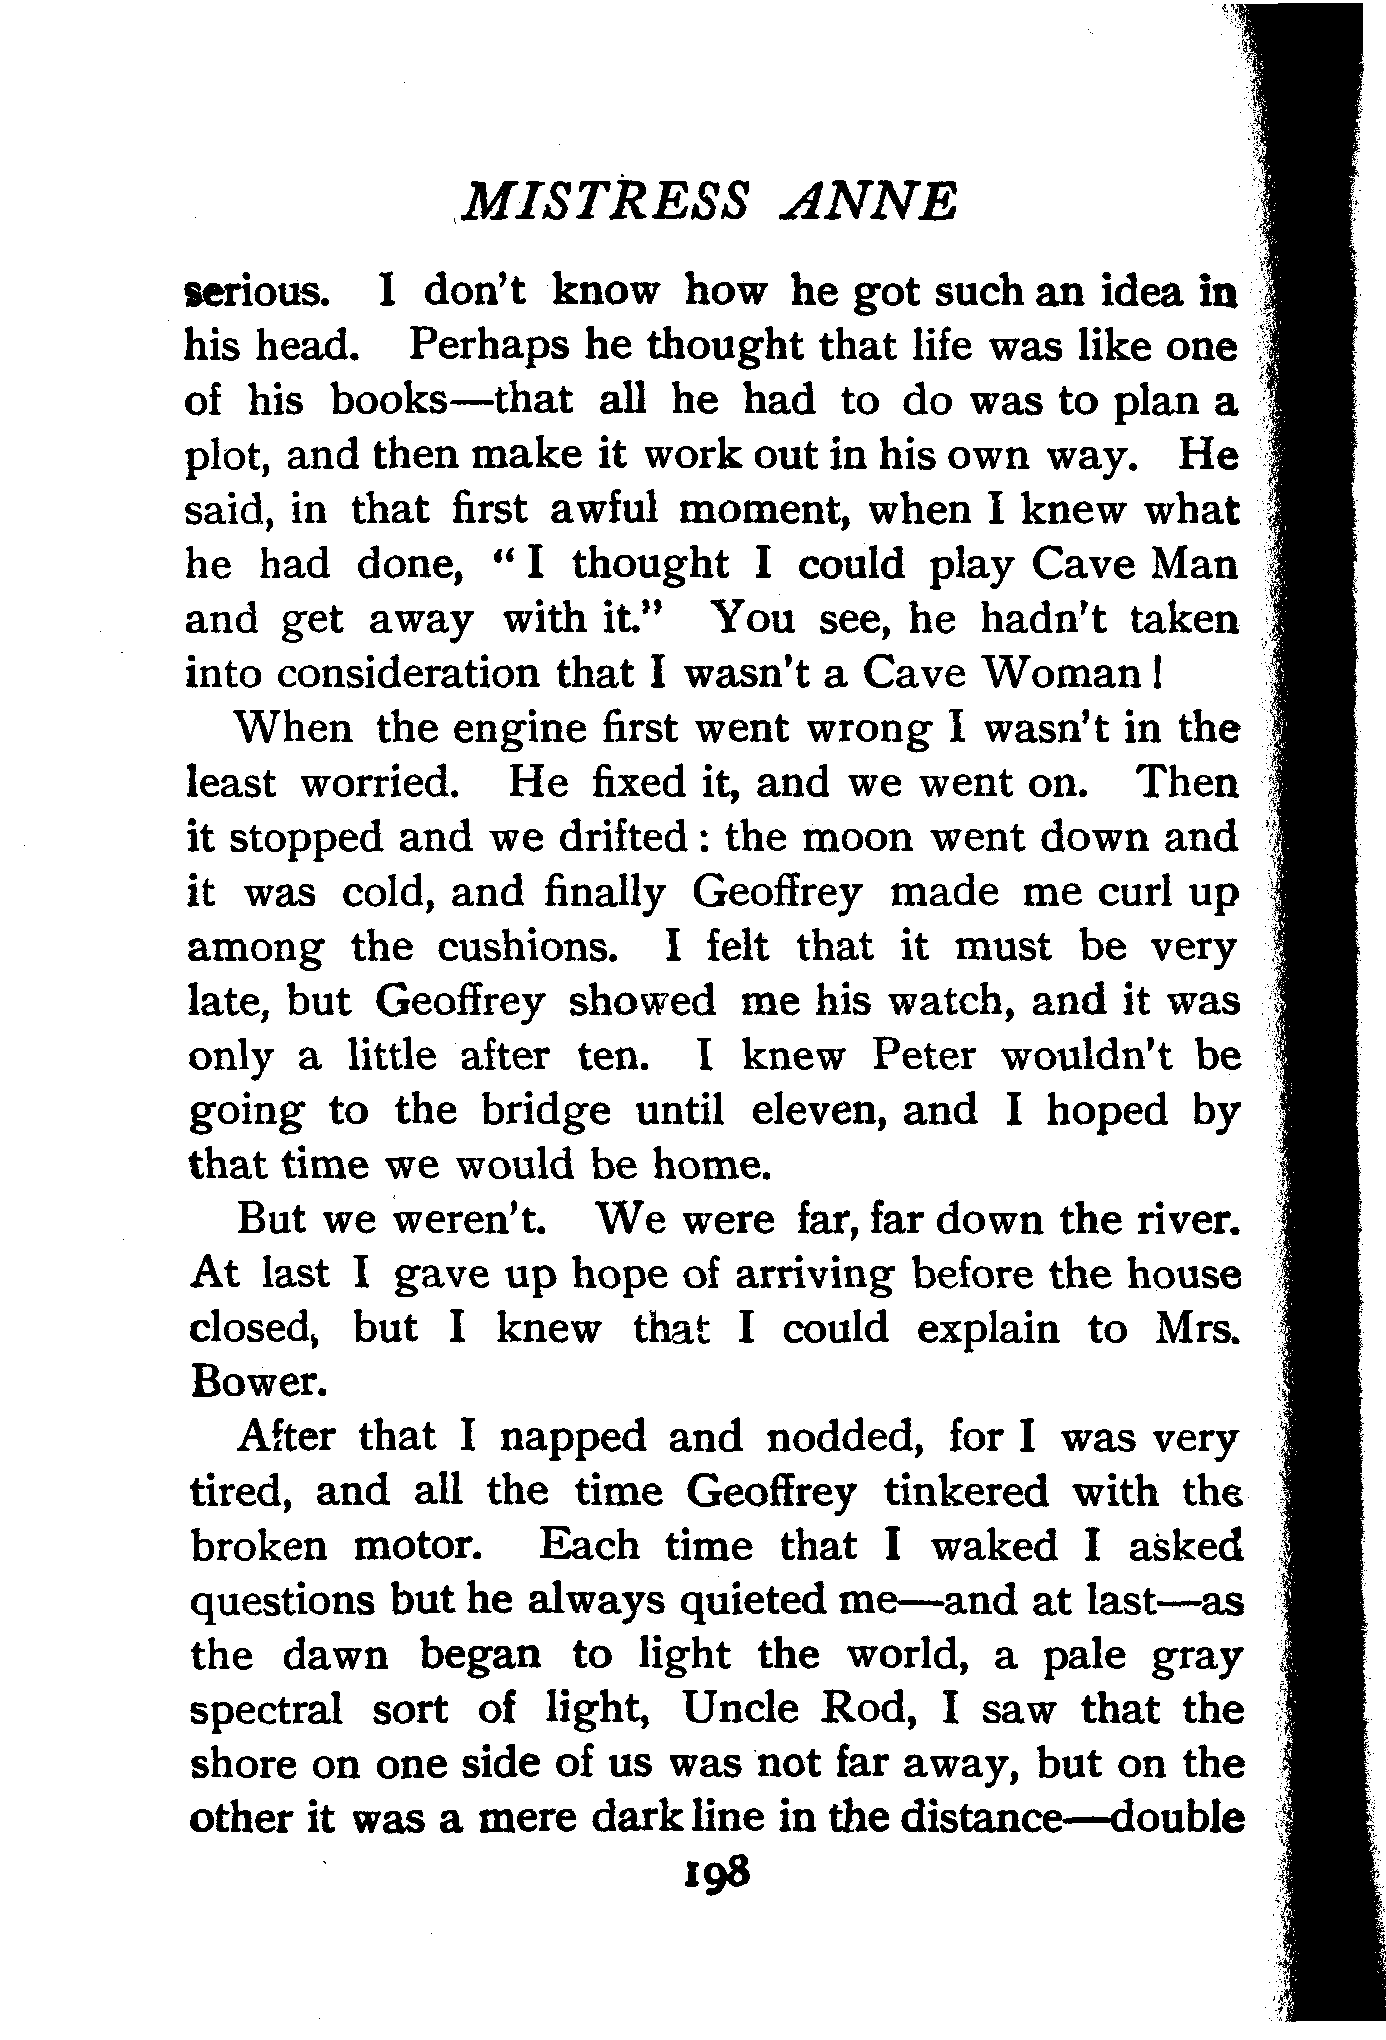 MISTRESS ANNE
serious. I don't know how he got such an idea in
his head. Perhaps he thought that life was like one
of his books—that all he had to do was to plan a
plot, and then make it work out in his own way. He
said, in that first awful moment, when I knew what
he had done, "I thought I could play Cave Man
and get away with it." You see, he hadn't taken
into consideration that I wasn't a Cave Woman!
When the engine first went wrong I wasn't in the
least worried. He fixed it, and we went on. Then
it stopped and we drifted: the moon went down and
it was cold, and finally Geoffrey made me curl up
among the cushions. I felt that it must be very
late, but Geoffrey showed me his watch, and it was
only a little after ten. I knew Peter wouldn't be
going to the bridge until eleven, and I hoped by
that time we would be home.
But we weren't. We were far, far down the river.
At last I gave up hope of arriving before the house
closed, but I knew that I could explain to Mrs.
Bower.
After that I napped and nodded, for I was very
tired, and all the time Geoffrey tinkered with the
broken motor. Each time that I waked I asked
questions but he always quieted me—and at last—as
the dawn began to light the world, a pale gray
spectral sort of light, Uncle Rod, I saw that the
shore on one side of us was not far away, but on the
other it was a mere dark line in the distance—double
198